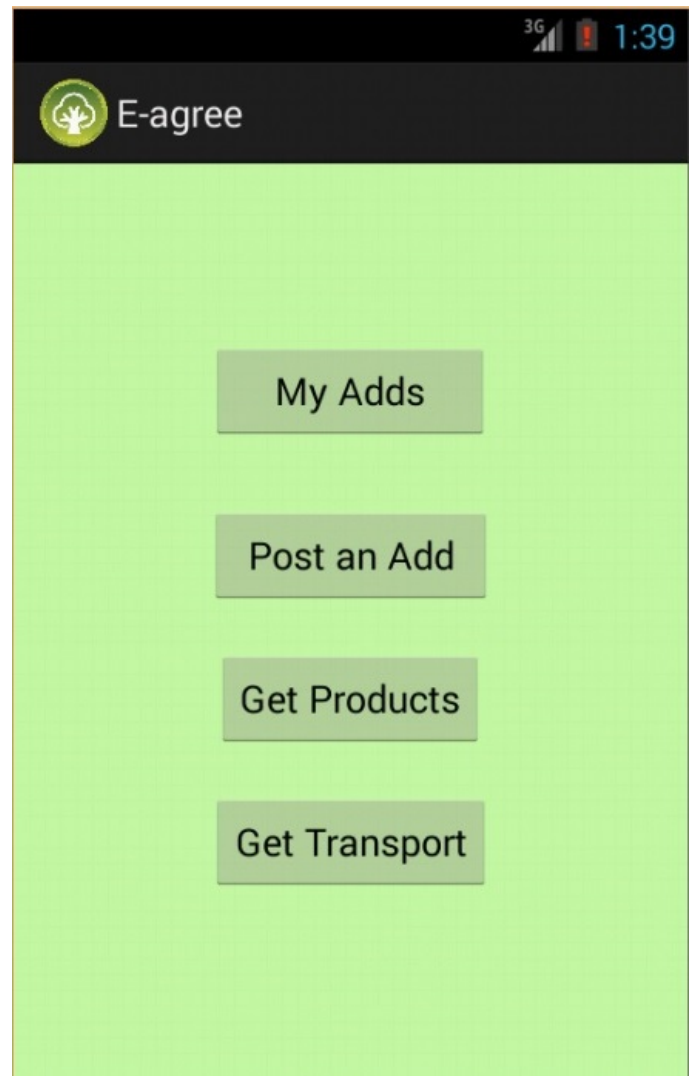 3G
1:39
E-agree
My Adds
Post an Add
Get Products
Get Transport